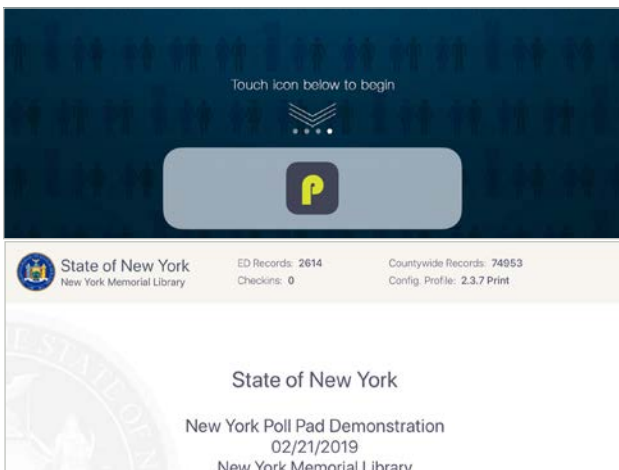 Touch icon below to begin
P
State of New York
New York Memorial Library
ED Records: 2614
Checkins: 0
Countywide Records: 74953
Config. Profile: 2.3.7 Print
State of New York
New York Poll Pad Demonstration
02/21/2019
New York Memorial Library